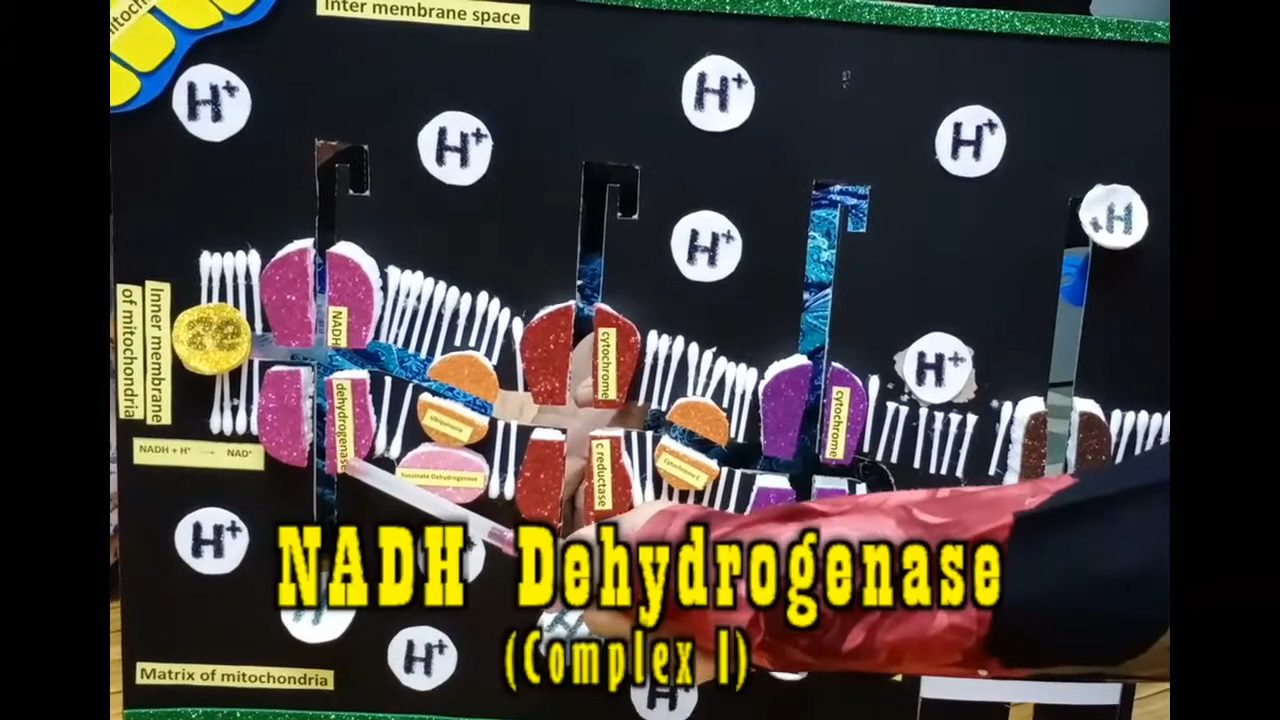 Inter membrane space
H+
H+
H+
H+
H+
H+
H+
NADH
dehydrogenase
cytochrome
c reductase
cytochrome
Inner membrane
of mitochondria
Ubiquinone
Succinate Dehydrogenase
Cytochrome C
NADH + H+ → NAD+
H+
NADH Dehydrogenase
(Complex I)
H+
H+
Matrix of mitochondria